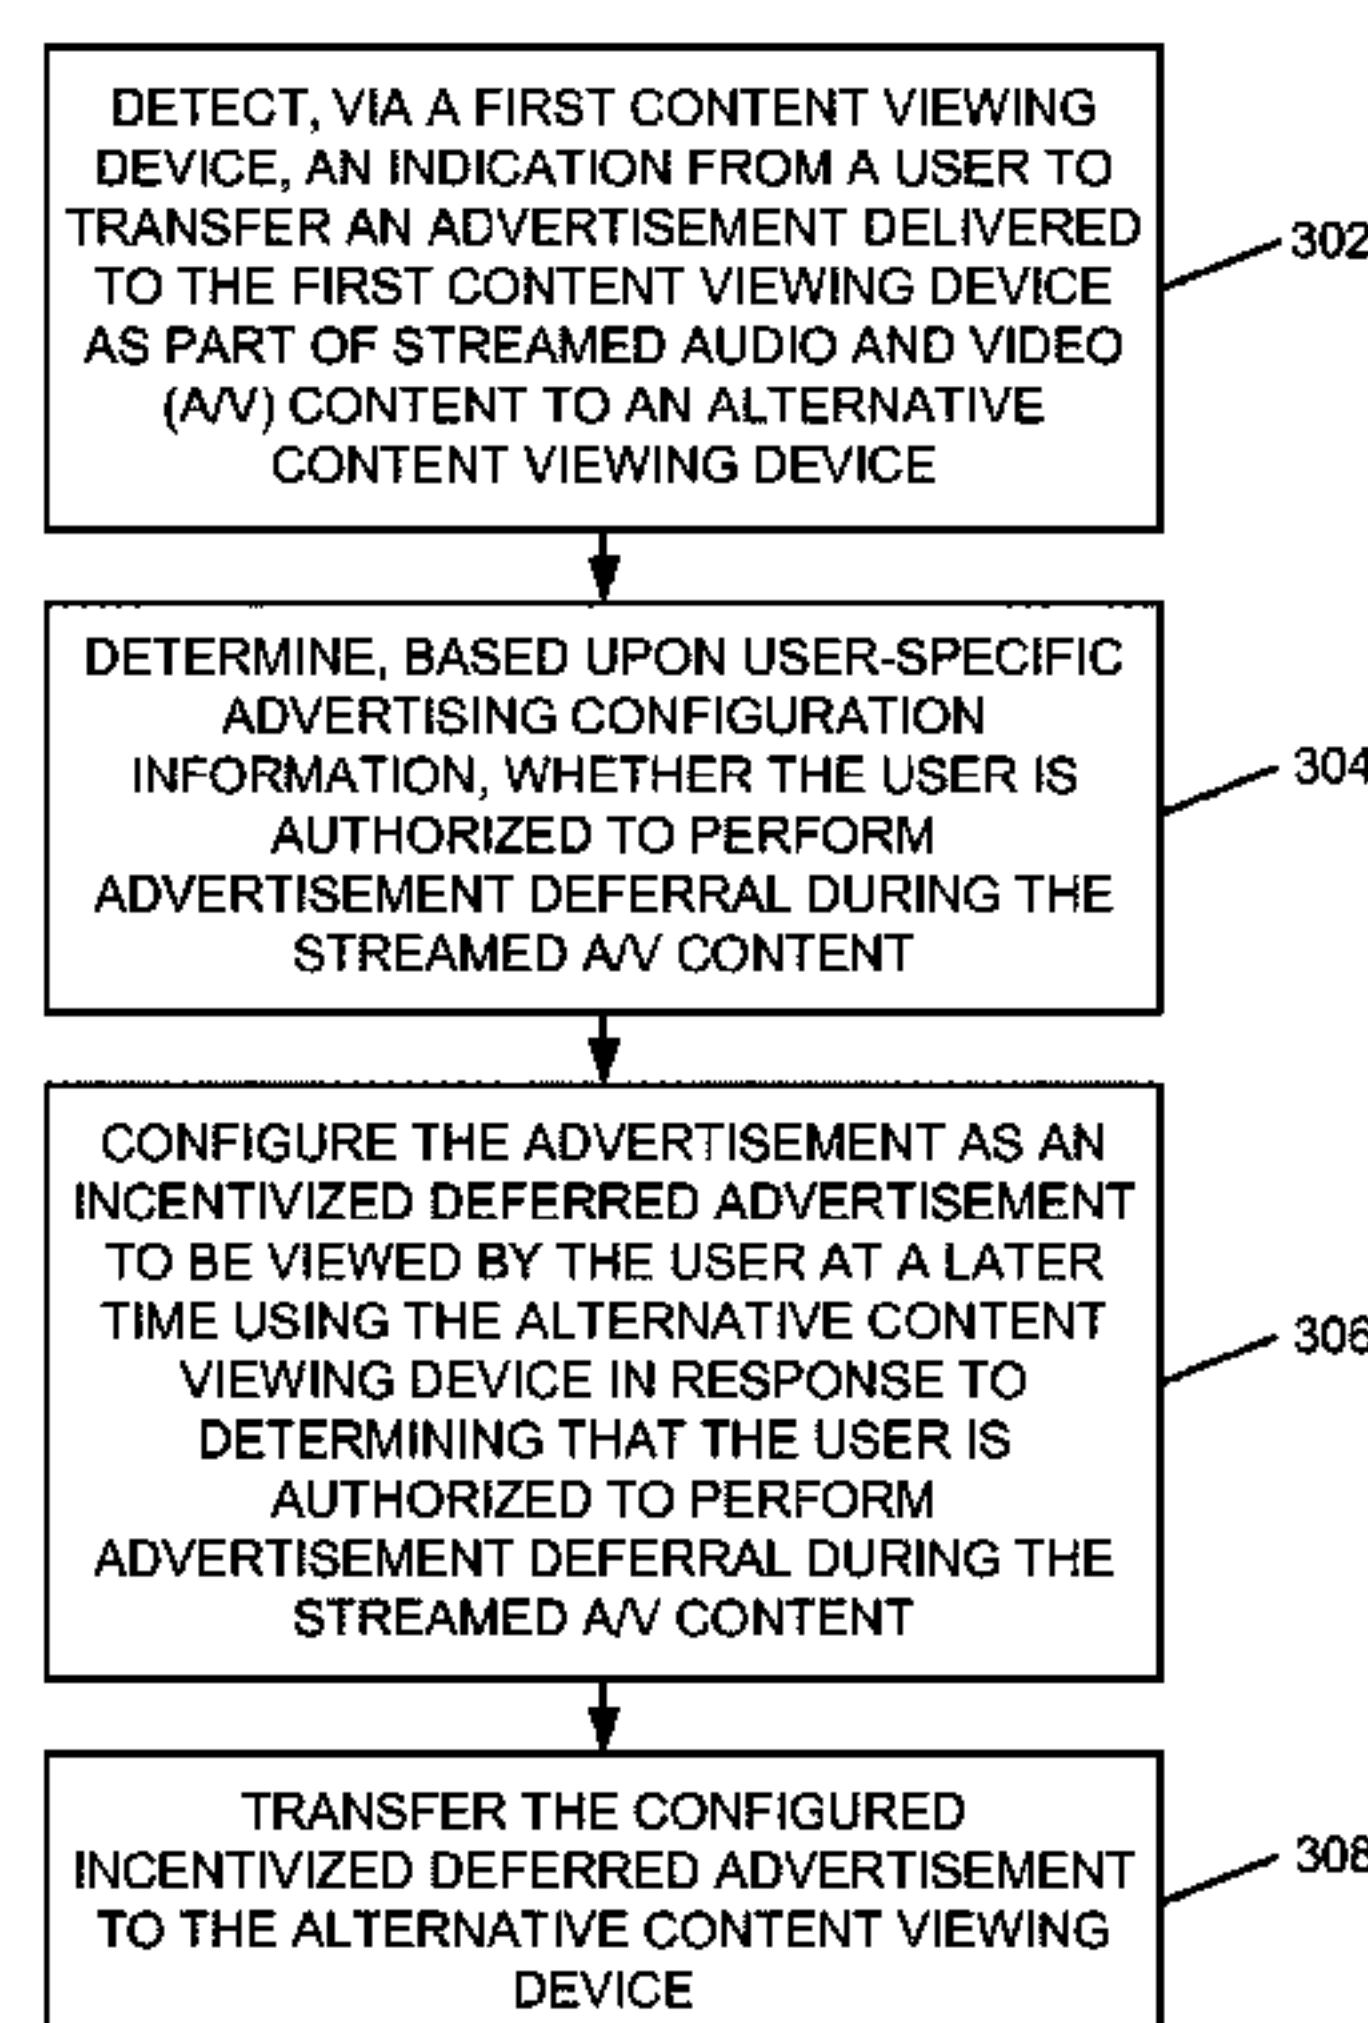 DETECT, VIA A FIRST CONTENT VIEWING
DEVICE, AN INDICATION FROM A USER TO
TRANSFER AN ADVERTISEMENT DELIVERED
TO THE FIRST CONTENT VIEWING DEVICE
AS PART OF STREAMED AUDIO AND VIDEO
(A/V) CONTENT TO AN ALTERNATIVE
CONTENT VIEWING DEVICE
302
DETERMINE, BASED UPON USER-SPECIFIC
ADVERTISING CONFIGURATION
INFORMATION, WHETHER THE USER IS
AUTHORIZED TO PERFORM
ADVERTISEMENT DEFERRAL DURING THE
STREAMED A/V CONTENT
304
CONFIGURE THE ADVERTISEMENT AS AN
INCENTIVIZED DEFERRED ADVERTISEMENT
TO BE VIEWED BY THE USER AT A LATER
TIME USING THE ALTERNATIVE CONTENT
VIEWING DEVICE IN RESPONSE TO
DETERMINING THAT THE USER IS
AUTHORIZED TO PERFORM
ADVERTISEMENT DEFERRAL DURING THE
STREAMED A/V CONTENT
306
TRANSFER THE CONFIGURED
INCENTIVIZED DEFERRED ADVERTISEMENT
TO THE ALTERNATIVE CONTENT VIEWING
DEVICE
308